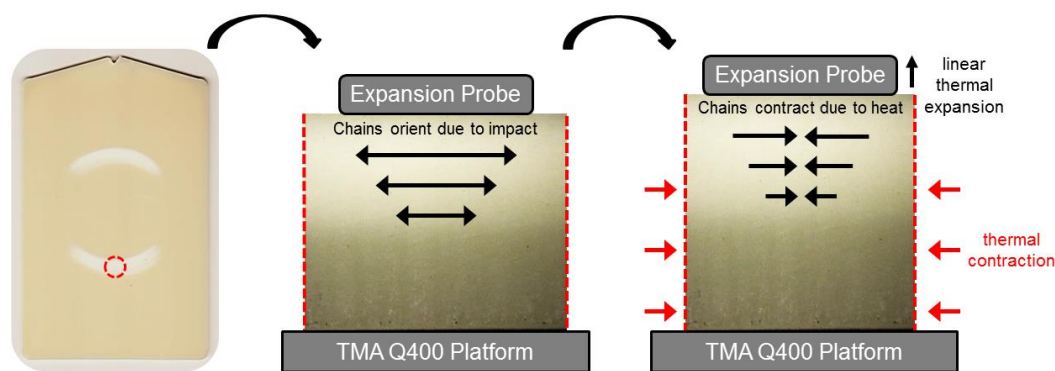 Expansion Probe
Chains orient due to impact
TMA Q400 Platform
Expansion Probe
Chains contract due to heat
linear
thermal
expansion
thermal
contraction
TMA Q400 Platform